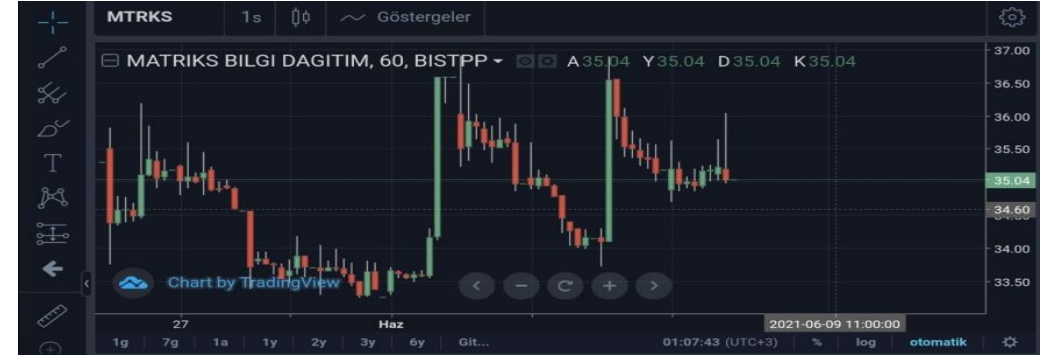 MTRKS 1s Göstergeler
MATRIKS BILGI DAGITIM, 60, BISTPP A35.04 Y35.04 D35.04 K35.04
37.00
36.50
36.00
35.50
35.04
34.60
34.00
33.50
Chart by TradingView
27 Haz 2021-06-09 11:00:00
1g 7g 1a 1y 2y 3y 6y Git... 01:07:43 (UTC+3) % log otomatik